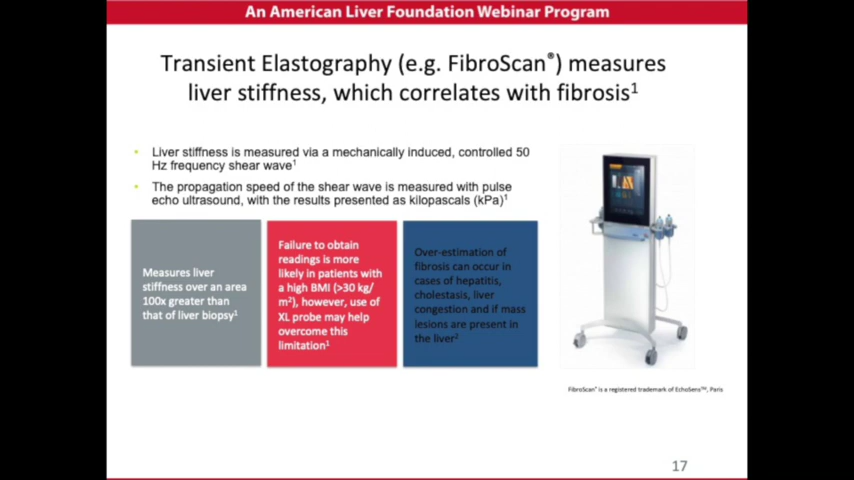 An American Liver Foundation Webinar Program
Transient Elastography (e.g. FibroScan®) measures
liver stiffness, which correlates with fibrosis¹
• Liver stiffness is measured via a mechanically induced, controlled 50
Hz frequency shear wave¹
• The propagation speed of the shear wave is measured with pulse
echo ultrasound, with the results presented as kilopascals (kPa)¹
Measures liver
stiffness over an area
100x greater than
that of liver biopsy¹
Failure to obtain
readings is more
likely in patients with
a high BMI (>30 kg/
m²), however, use of
XL probe may help
overcome this
limitation¹
Over-estimation of
fibrosis can occur in
cases of hepatitis,
cholestasis, liver
congestion and if mass
lesions are present in
the liver²
FibroScan® is a registered trademark of EchoSens™, Paris
17